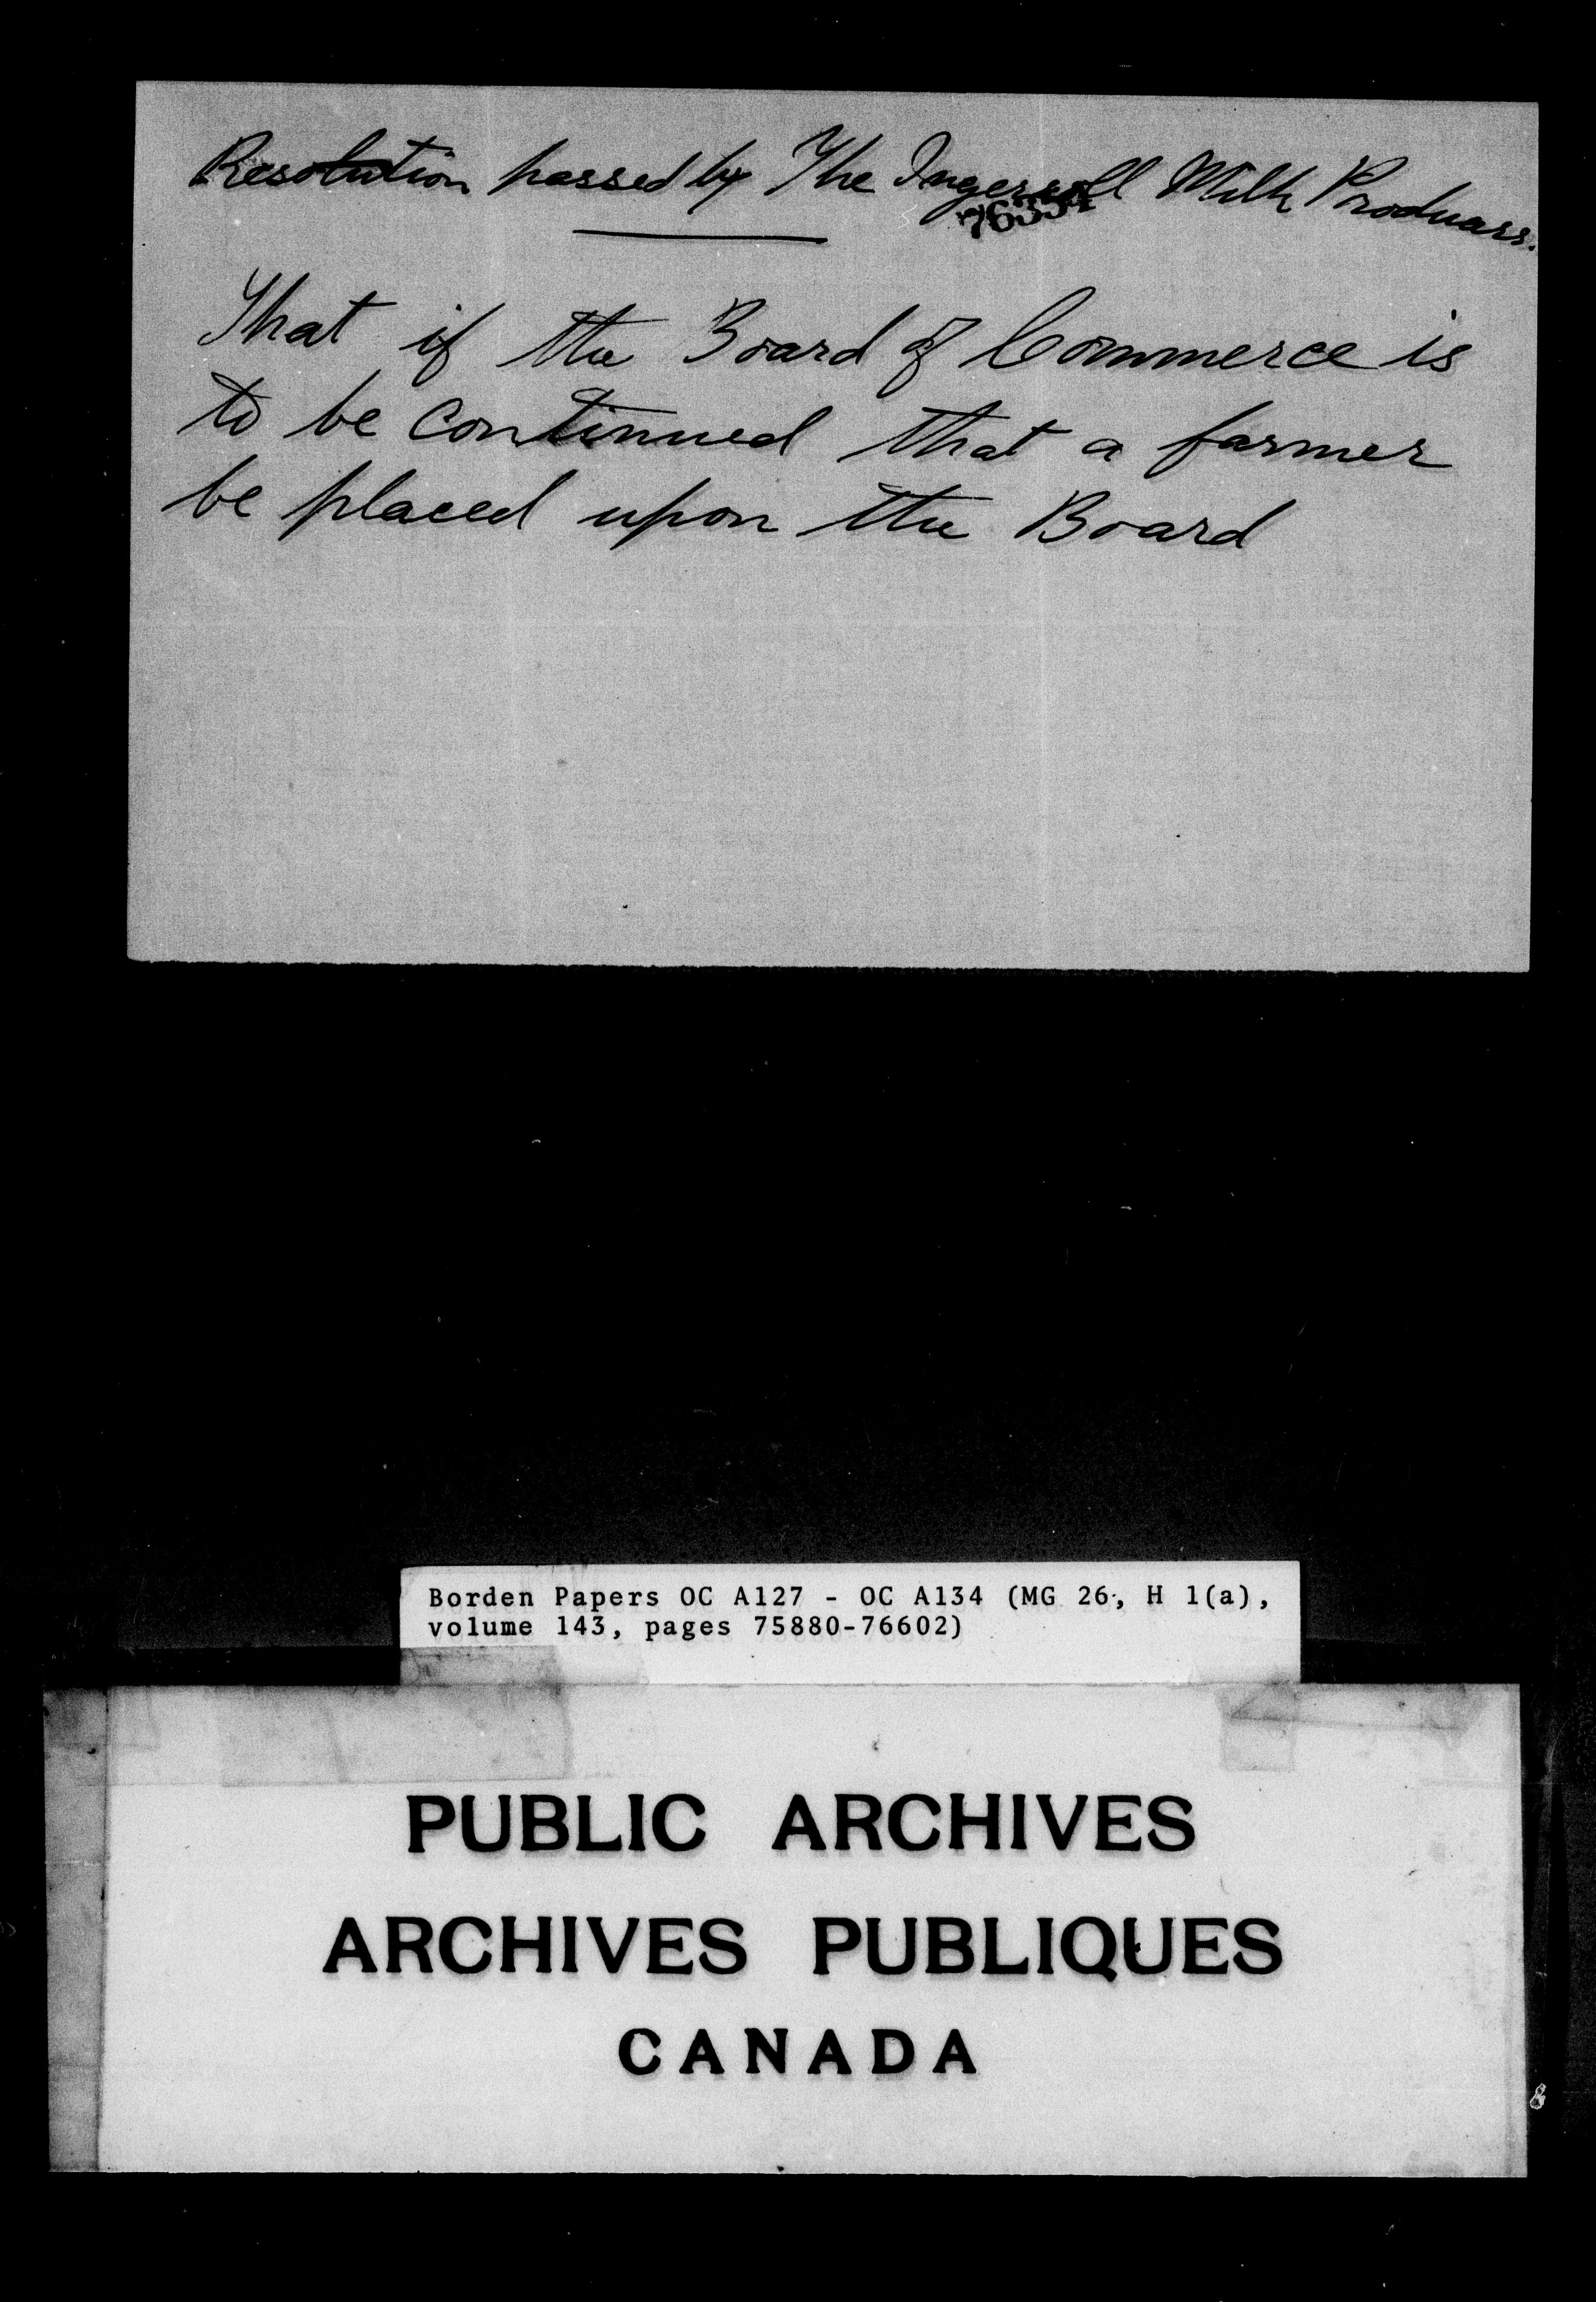 Resolution passed by The Ingersoll Milk Producers.
76354
That if the Board of Commerce is
to be continued that a farmer
be placed upon the Board
Borden Papers OC A127 - OC A134 (MG 26, H 1(a),
volume 143, pages 75880-76602)
PUBLIC ARCHIVES
ARCHIVES PUBLIQUES
CANADA
8